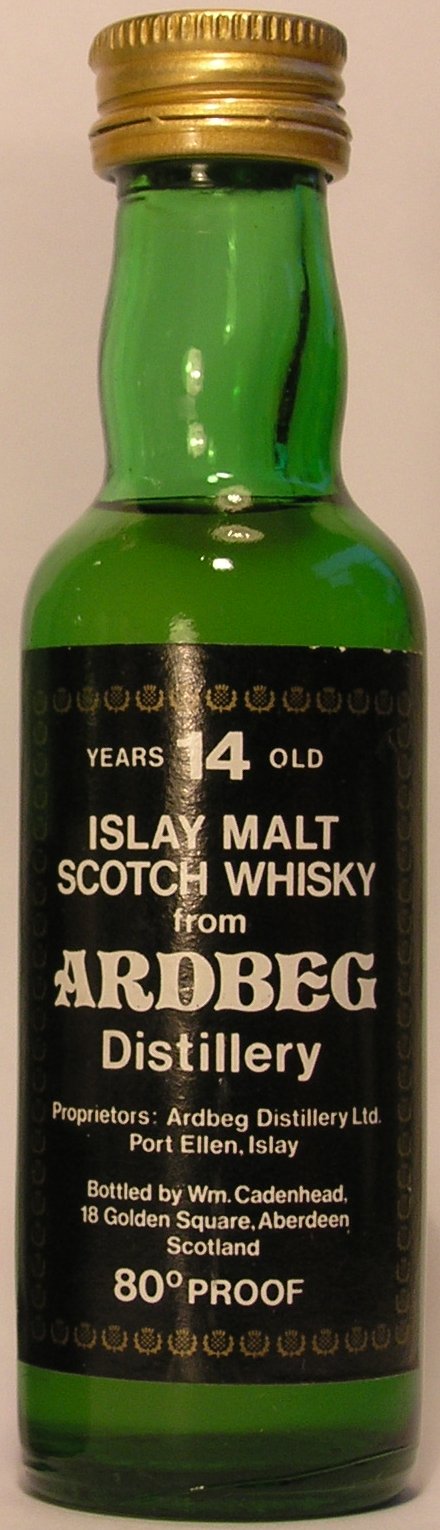 YEARS 14 OLD
ISLAY MALT
SCOTCH WHISKY
from
ARDBEG
Distillery
Proprietors: Ardbeg Distillery Ltd.
Port Ellen, Islay
Bottled by Wm. Cadenhead,
18 Golden Square, Aberdeen
Scotland
80º PROOF